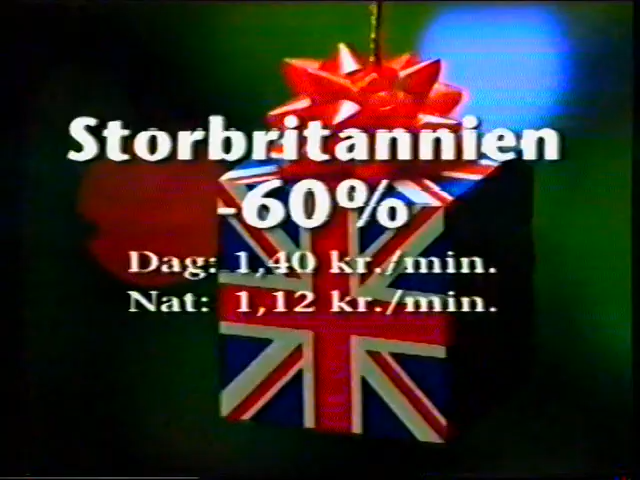 Storbritannien
-60%
Dag: 1,40 kr./min.
Nat: 1,12 kr./min.